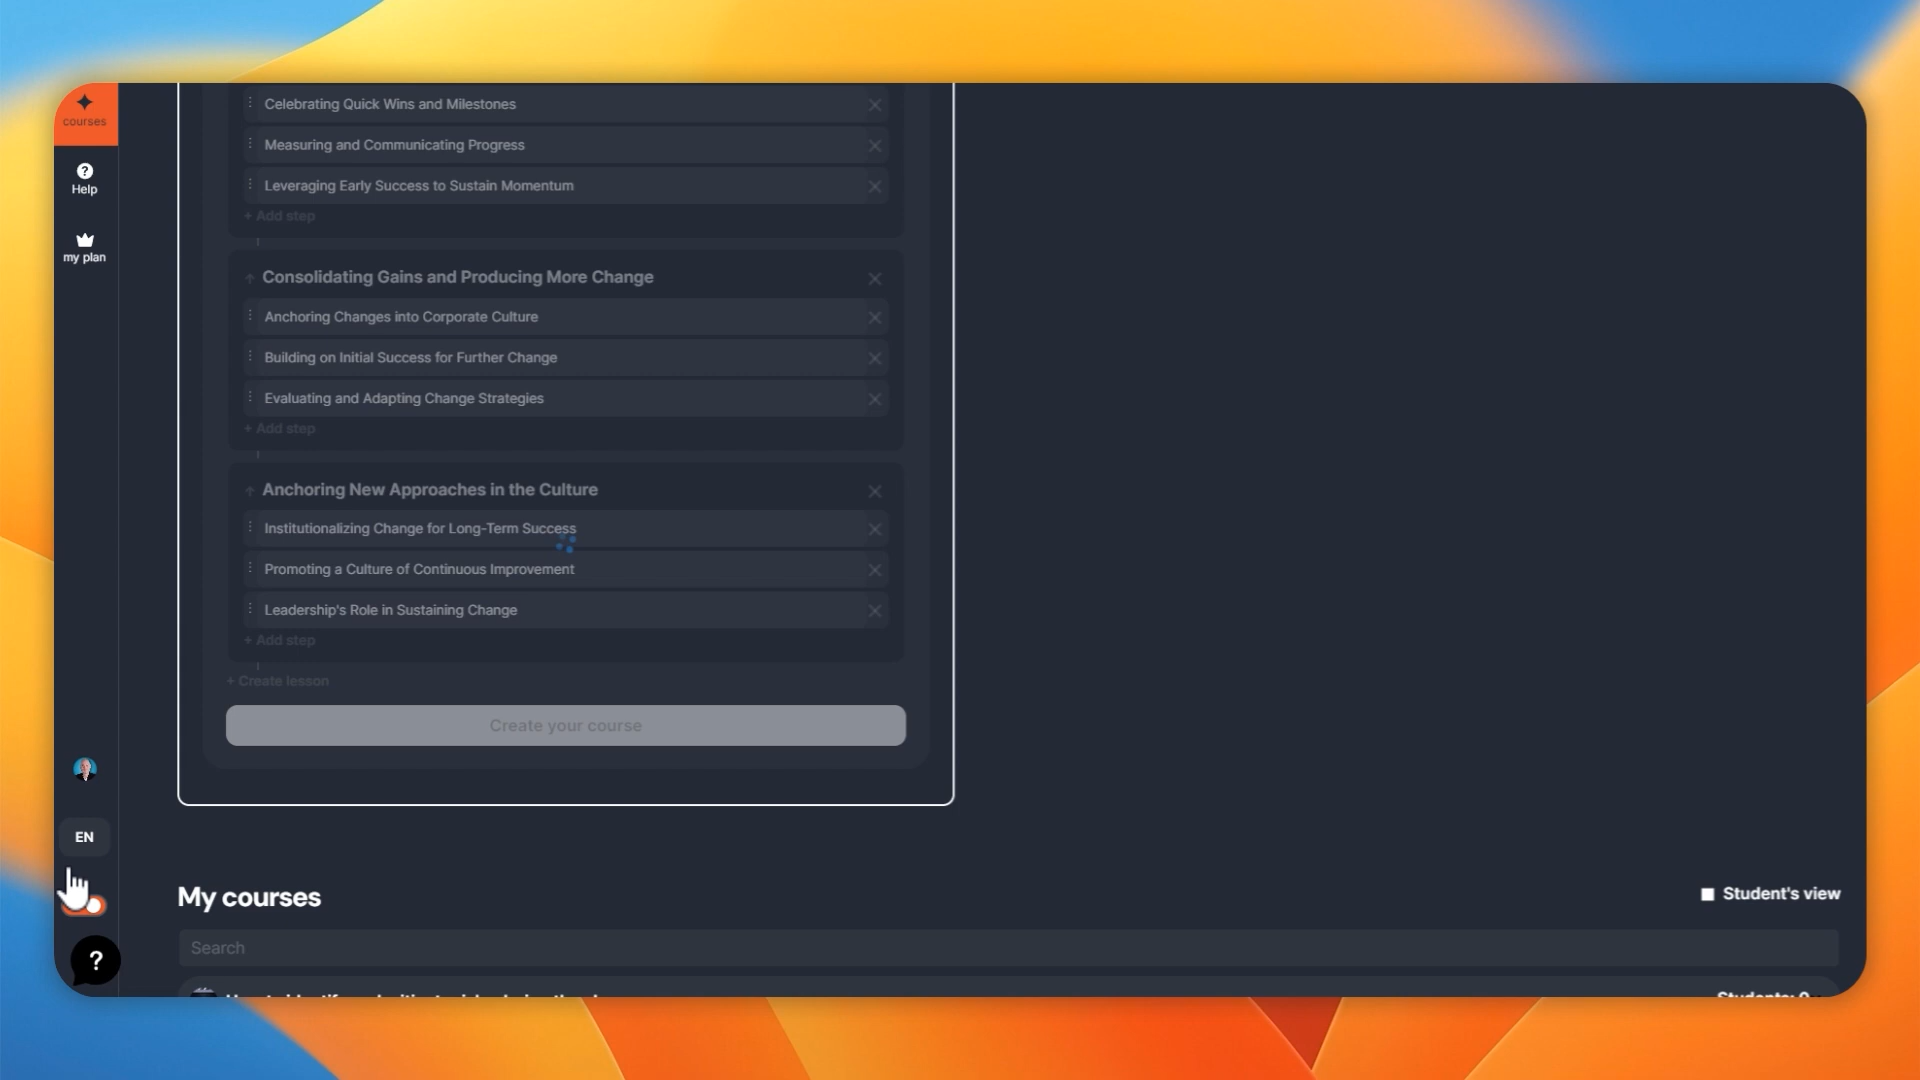 courses
Help
my plan
Celebrating Quick Wins and Milestones
Measuring and Communicating Progress
Leveraging Early Success to Sustain Momentum
+ Add step
Consolidating Gains and Producing More Change
Anchoring Changes into Corporate Culture
Building on Initial Success for Further Change
Evaluating and Adapting Change Strategies
+ Add step
Anchoring New Approaches in the Culture
Institutionalizing Change for Long-Term Success
Promoting a Culture of Continuous Improvement
Leadership's Role in Sustaining Change
+ Add step
+ Create lesson
Create your course
EN
?
My courses
Student's view
Search
Students: 0